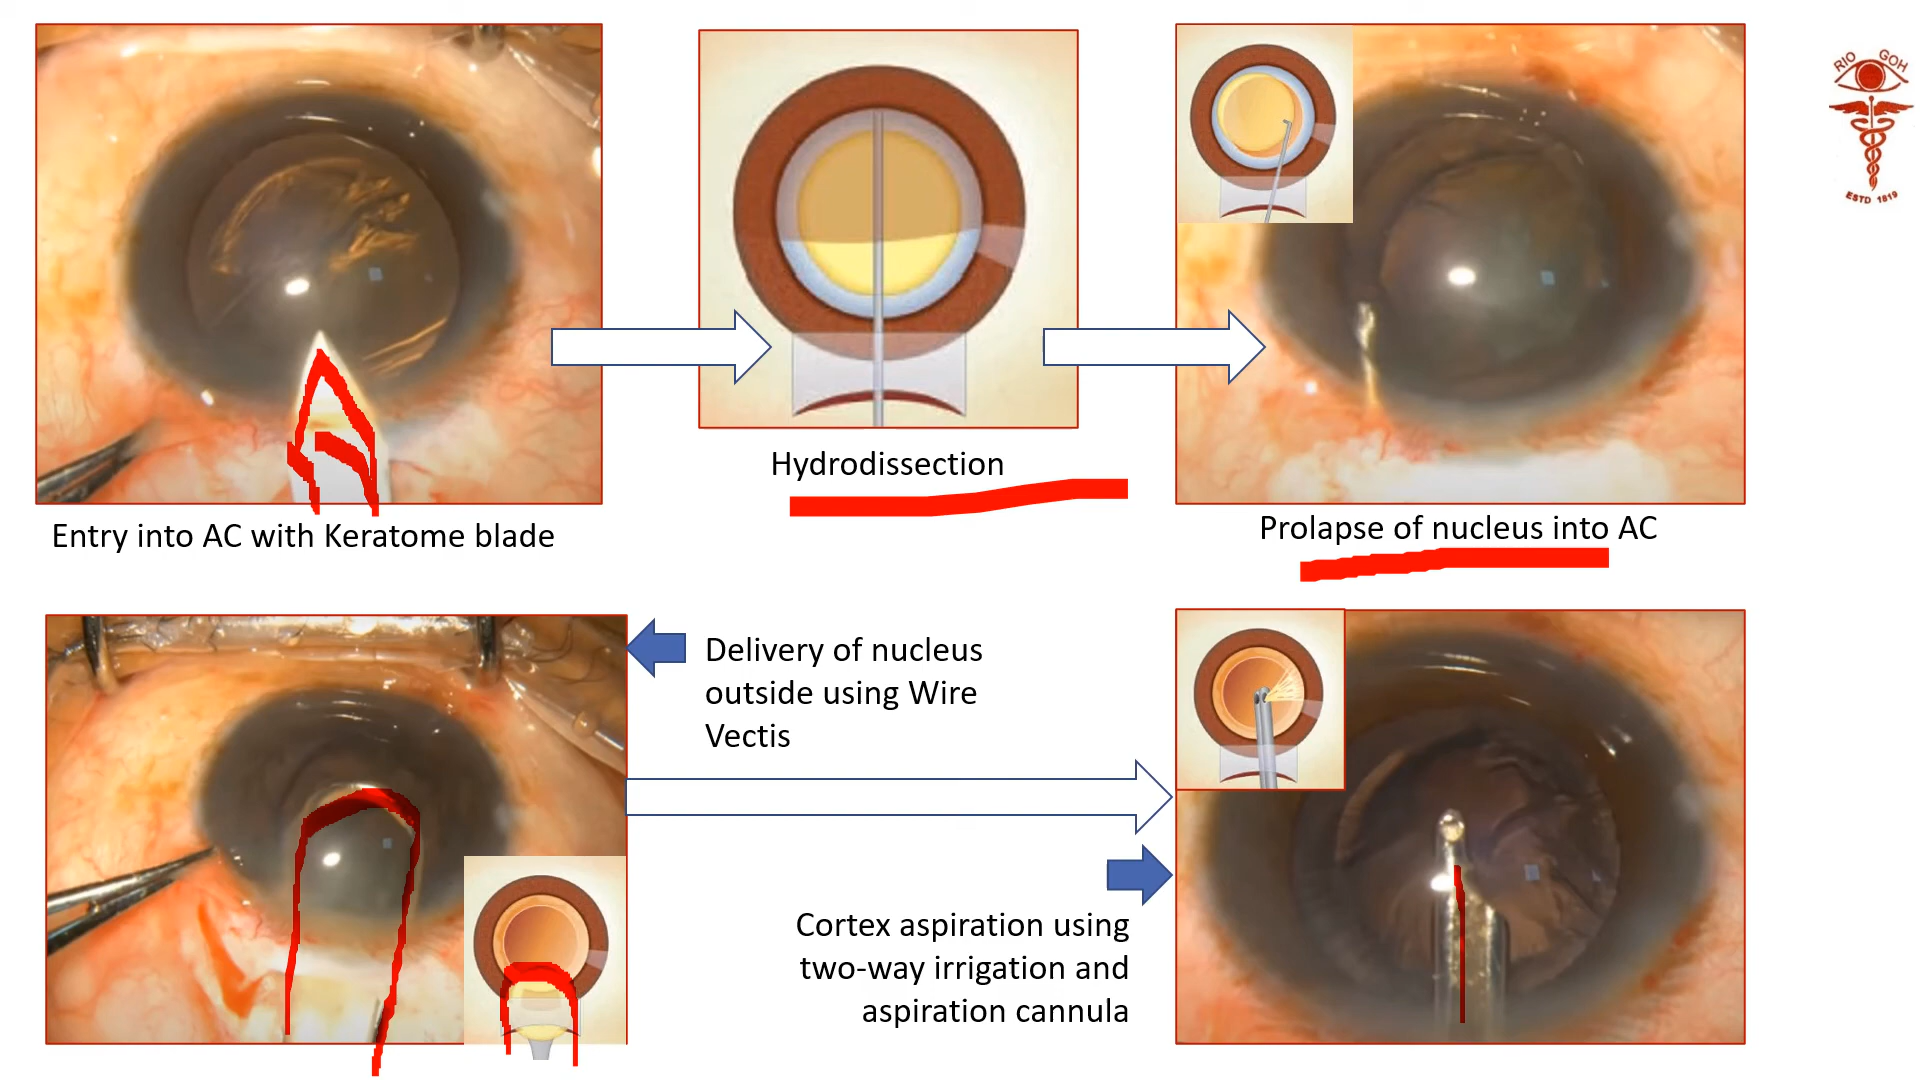 RIO GOH
ESTD 1819
Hydrodissection
Entry into AC with Keratome blade
Prolapse of nucleus into AC
Delivery of nucleus
outside using Wire
Vectis
Cortex aspiration using
two-way irrigation and
aspiration cannula